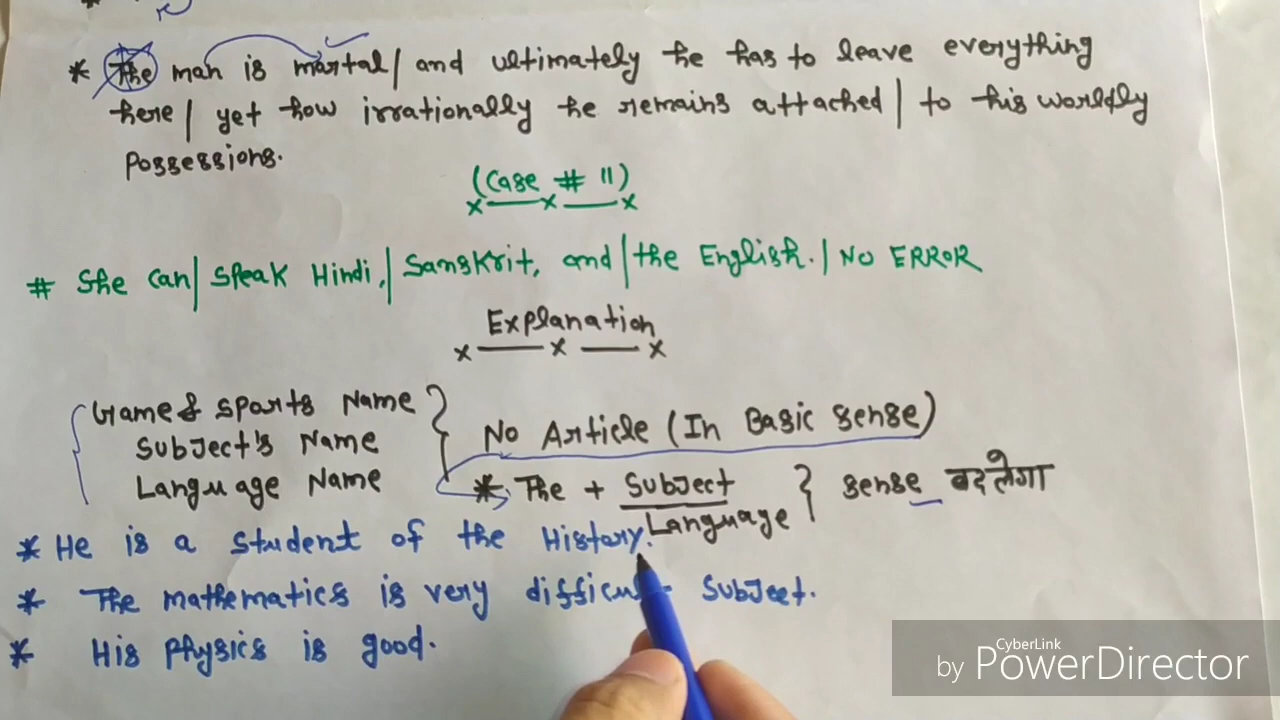 * The man is mortal/ and ultimately he has to leave everything
here/ yet how irrationally he remains attached/ to his worldly
Possessions.
(Case # 11)
x — x — x
# She can/ speak Hindi,/ Sanskrit, and/ the English./ NO ERROR
Explanation
x — x — x
Game & Sports Name
Subject's Name
Language Name
No Article (In Basic Sense)
* The + Subject
Language
Sense बदलेगा
* He is a student of the History.
* The mathematics is very difficult Subject.
* His Physics is good.
CyberLink
by PowerDirector